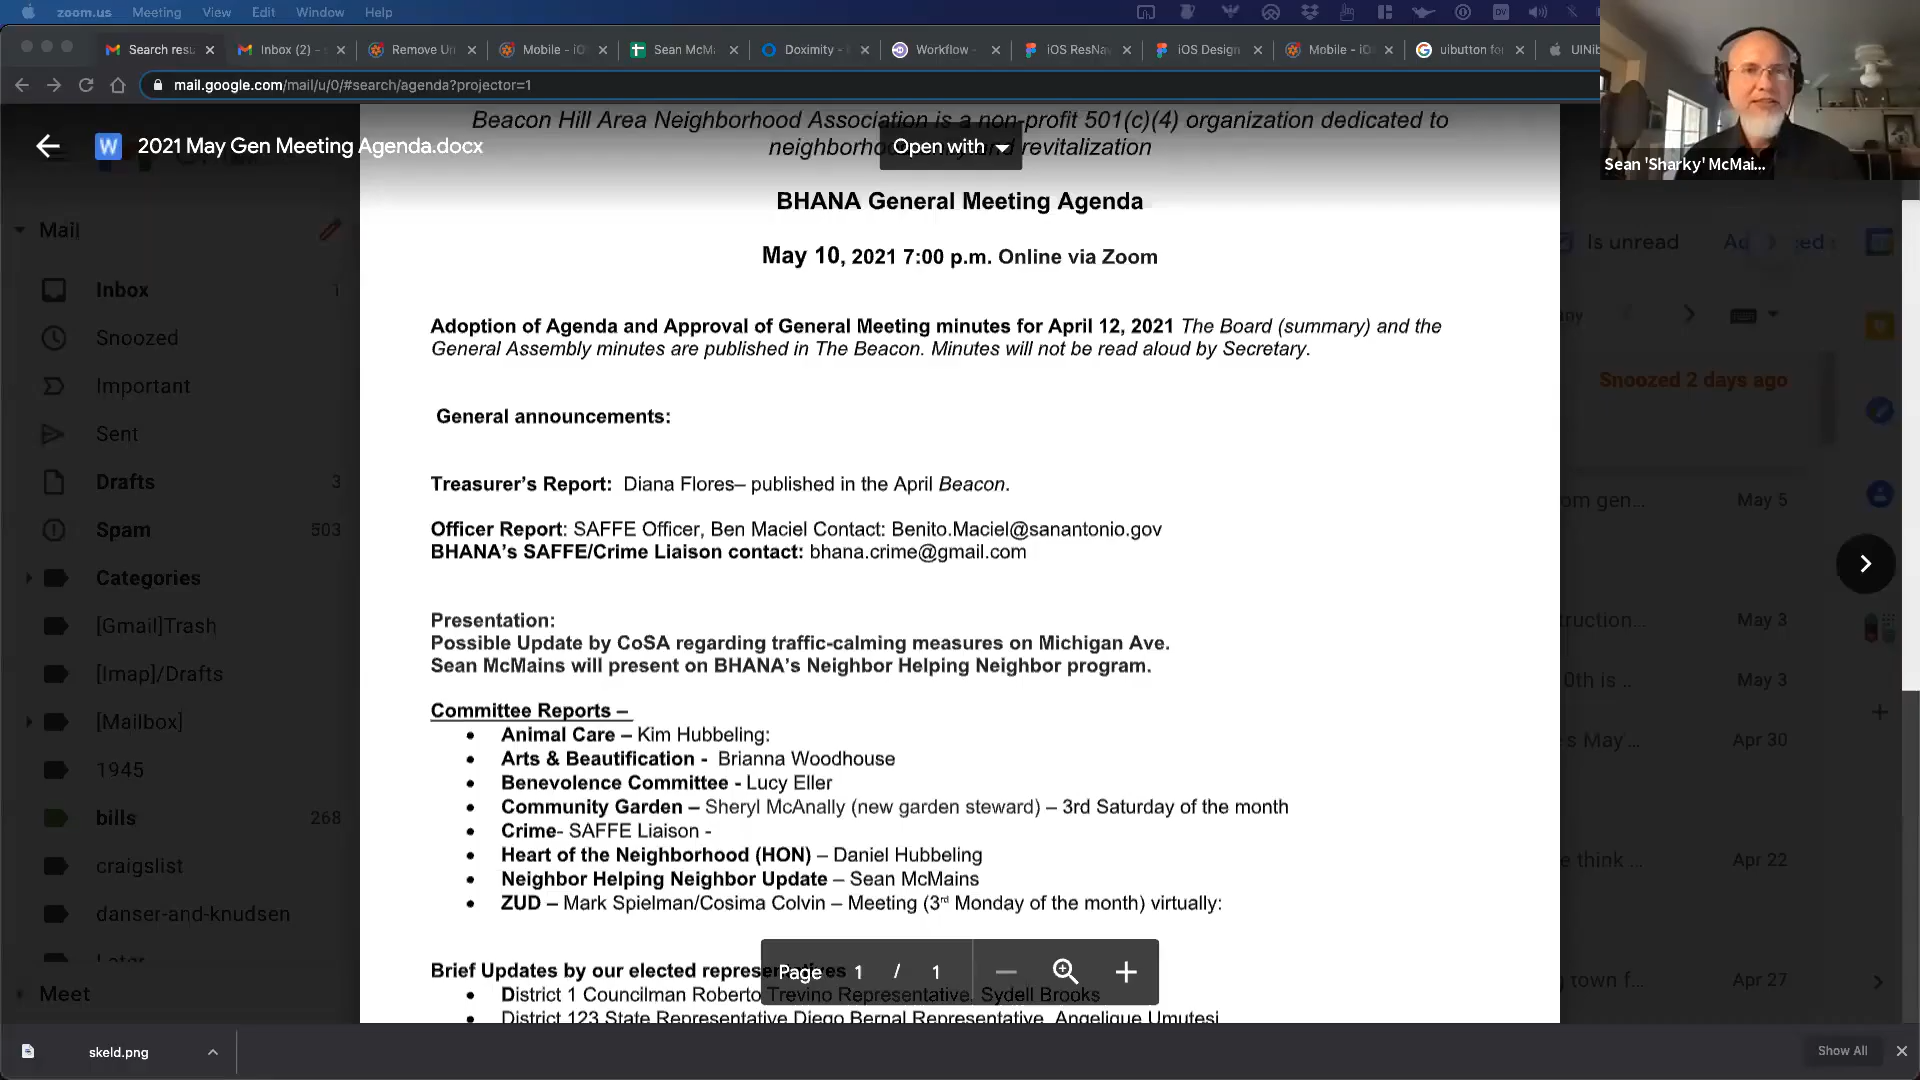 zoom.us Meeting View Edit Window Help
Search resu Inbox (2) - Remove Un Mobile - iO Sean McMa Doximity - Workflow - iOS ResNav iOS Design Mobile - iO uibutton fo UINib
mail.google.com/mail/u/0/#search/agenda?projector=1
Sean 'Sharky' McMai...
2021 May Gen Meeting Agenda.docx
Open with
Beacon Hill Area Neighborhood Association is a non-profit 501(c)(4) organization dedicated to
revitalization
BHANA General Meeting Agenda
May 10, 2021 7:00 p.m. Online via Zoom
Adoption of Agenda and Approval of General Meeting minutes for April 12, 2021 The Board (summary) and the
General Assembly minutes are published in The Beacon. Minutes will not be read aloud by Secretary.
General announcements:
Treasurer’s Report: Diana Flores– published in the April Beacon.
Officer Report: SAFFE Officer, Ben Maciel Contact: Benito.Maciel@sanantonio.gov
BHANA’s SAFFE/Crime Liaison contact: bhana.crime@gmail.com
Presentation:
Possible Update by CoSA regarding traffic-calming measures on Michigan Ave.
Sean McMains will present on BHANA’s Neighbor Helping Neighbor program.
Committee Reports –
• Animal Care – Kim Hubbeling:
• Arts & Beautification - Brianna Woodhouse
• Benevolence Committee - Lucy Eller
• Community Garden – Sheryl McAnally (new garden steward) – 3rd Saturday of the month
• Crime- SAFFE Liaison -
• Heart of the Neighborhood (HON) – Daniel Hubbeling
• Neighbor Helping Neighbor Update – Sean McMains
• ZUD – Mark Spielman/Cosima Colvin – Meeting (3rd Monday of the month) virtually:
Brief Updates by our elected representatives
• District 1 Councilman Roberto Trevino Representative, Sydell Brooks
• District 123 State Representative Diego Bernal Representative, Angelique Umutesi
Page 1 / 1
Mail
Inbox 1
Snoozed
Important
Sent
Drafts 3
Spam 503
Categories
[Gmail]Trash
[Imap]/Drafts
[Mailbox]
1945
bills 268
craigslist
danser-and-knudsen
Later
Meet
Is unread
Snoozed 2 days ago
om gen... May 5
truction... May 3
0th is .. May 3
s May ... Apr 30
e think ... Apr 22
town f... Apr 27
skeld.png
Show All